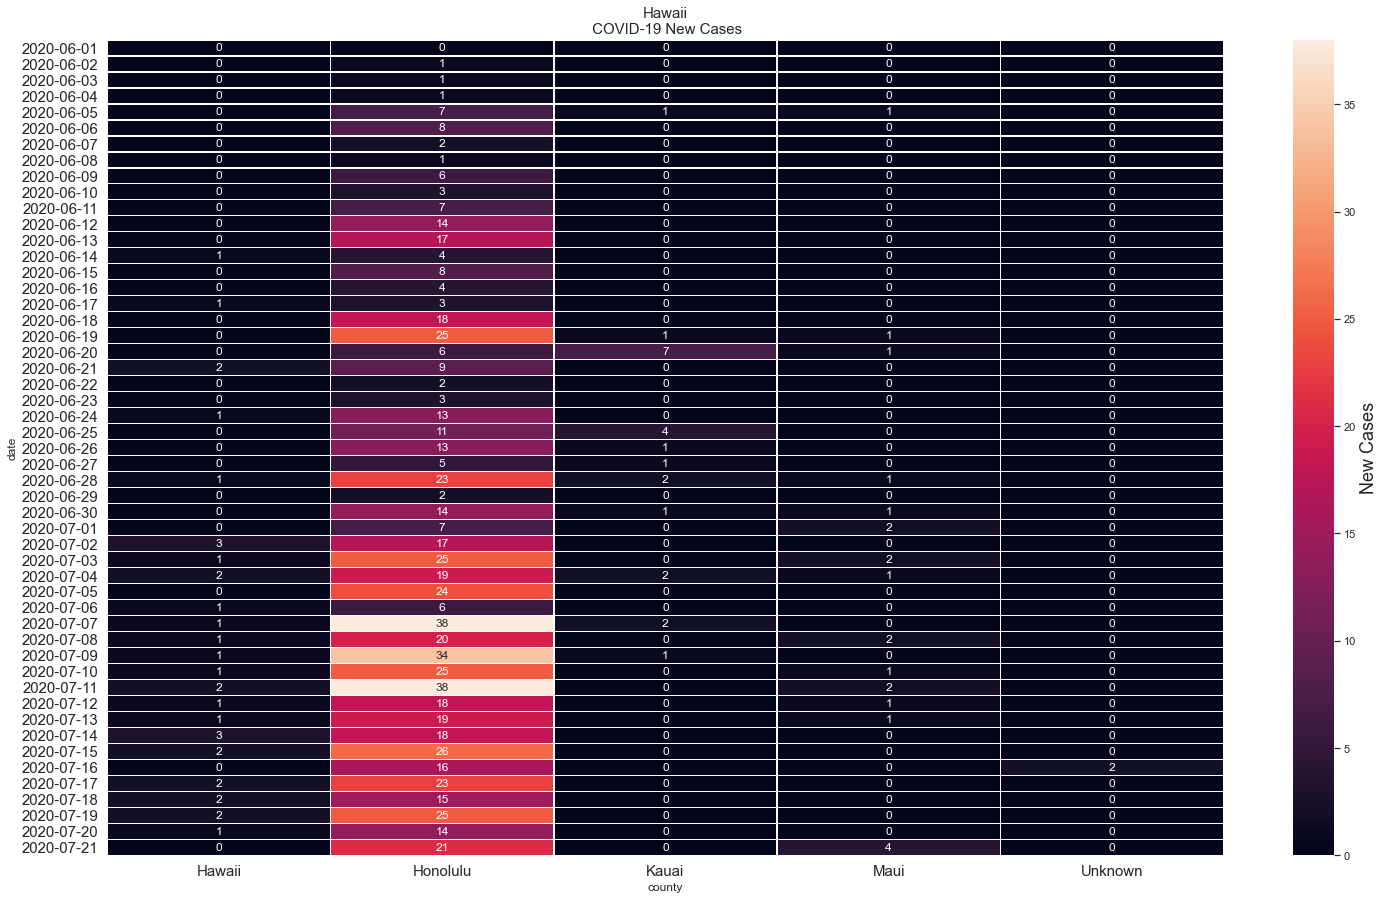 Hawaii
COVID-19 New Cases
2020-06-01 0 0 0 0 0
2020-06-02 0 1 0 0 0
2020-06-03 0 1 0 0 0
2020-06-04 0 1 0 0 0
2020-06-05 0 7 1 1 0
2020-06-06 0 8 0 0 0
2020-06-07 0 2 0 0 0
2020-06-08 0 1 0 0 0
2020-06-09 0 6 0 0 0
2020-06-10 0 3 0 0 0
2020-06-11 0 7 0 0 0
2020-06-12 0 14 0 0 0
2020-06-13 0 17 0 0 0
2020-06-14 1 4 0 0 0
2020-06-15 0 8 0 0 0
2020-06-16 0 4 0 0 0
2020-06-17 1 3 0 0 0
2020-06-18 0 18 0 0 0
2020-06-19 0 25 1 1 0
2020-06-20 0 6 7 1 0
2020-06-21 2 9 0 0 0
2020-06-22 0 2 0 0 0
2020-06-23 0 3 0 0 0
2020-06-24 1 13 0 0 0
2020-06-25 0 11 4 0 0
2020-06-26 0 13 1 0 0
2020-06-27 0 5 1 0 0
2020-06-28 1 23 2 1 0
2020-06-29 0 2 0 0 0
2020-06-30 0 14 1 1 0
2020-07-01 0 7 0 2 0
2020-07-02 3 17 0 0 0
2020-07-03 1 25 0 2 0
2020-07-04 2 19 2 1 0
2020-07-05 0 24 0 0 0
2020-07-06 1 6 0 0 0
2020-07-07 1 38 2 0 0
2020-07-08 1 20 0 2 0
2020-07-09 1 34 1 0 0
2020-07-10 1 25 0 1 0
2020-07-11 2 38 0 2 0
2020-07-12 1 18 0 1 0
2020-07-13 1 19 0 1 0
2020-07-14 3 18 0 0 0
2020-07-15 2 26 0 0 0
2020-07-16 0 16 0 0 2
2020-07-17 2 23 0 0 0
2020-07-18 2 15 0 0 0
2020-07-19 2 25 0 0 0
2020-07-20 1 14 0 0 0
2020-07-21 0 21 0 4 0
Hawaii Honolulu Kauai Maui Unknown
county
date
35
30
25
20
15
10
5
0
New Cases